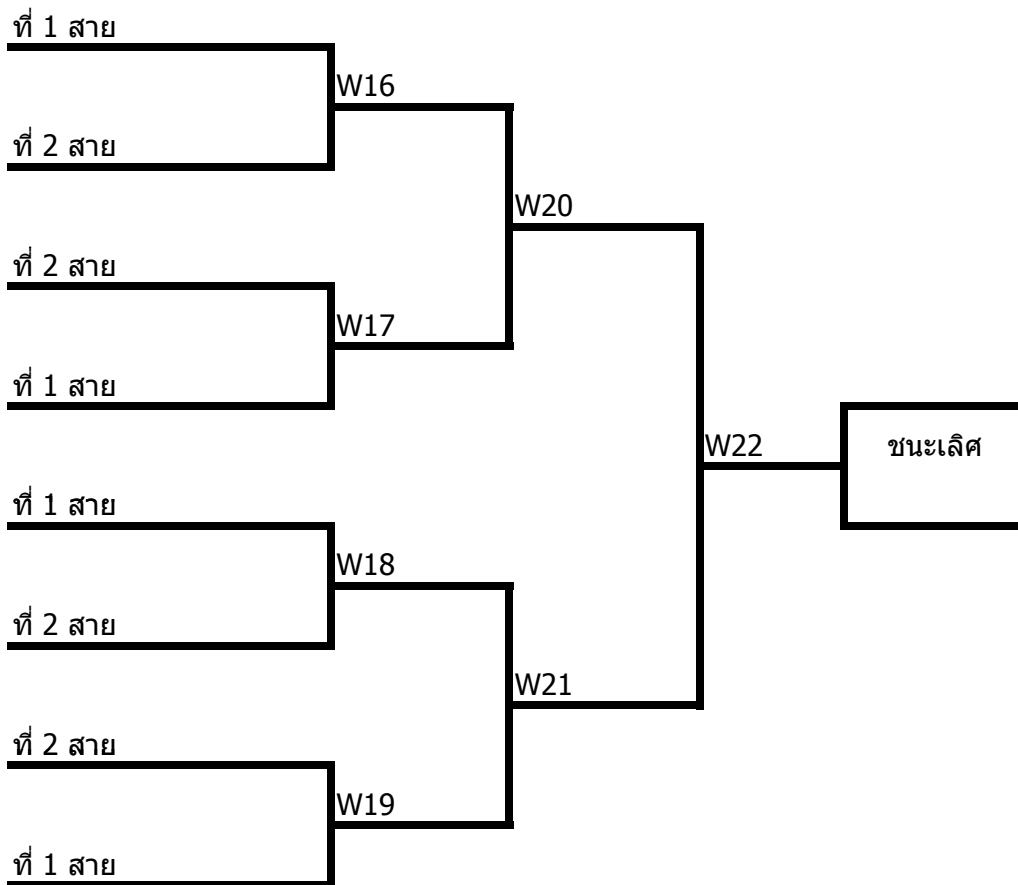 ที่ 1 สาย
W16
ที่ 2 สาย
W20
ที่ 2 สาย
W17
ที่ 1 สาย
W22
ชนะเลิศ
ที่ 1 สาย
W18
ที่ 2 สาย
W21
ที่ 2 สาย
W19
ที่ 1 สาย